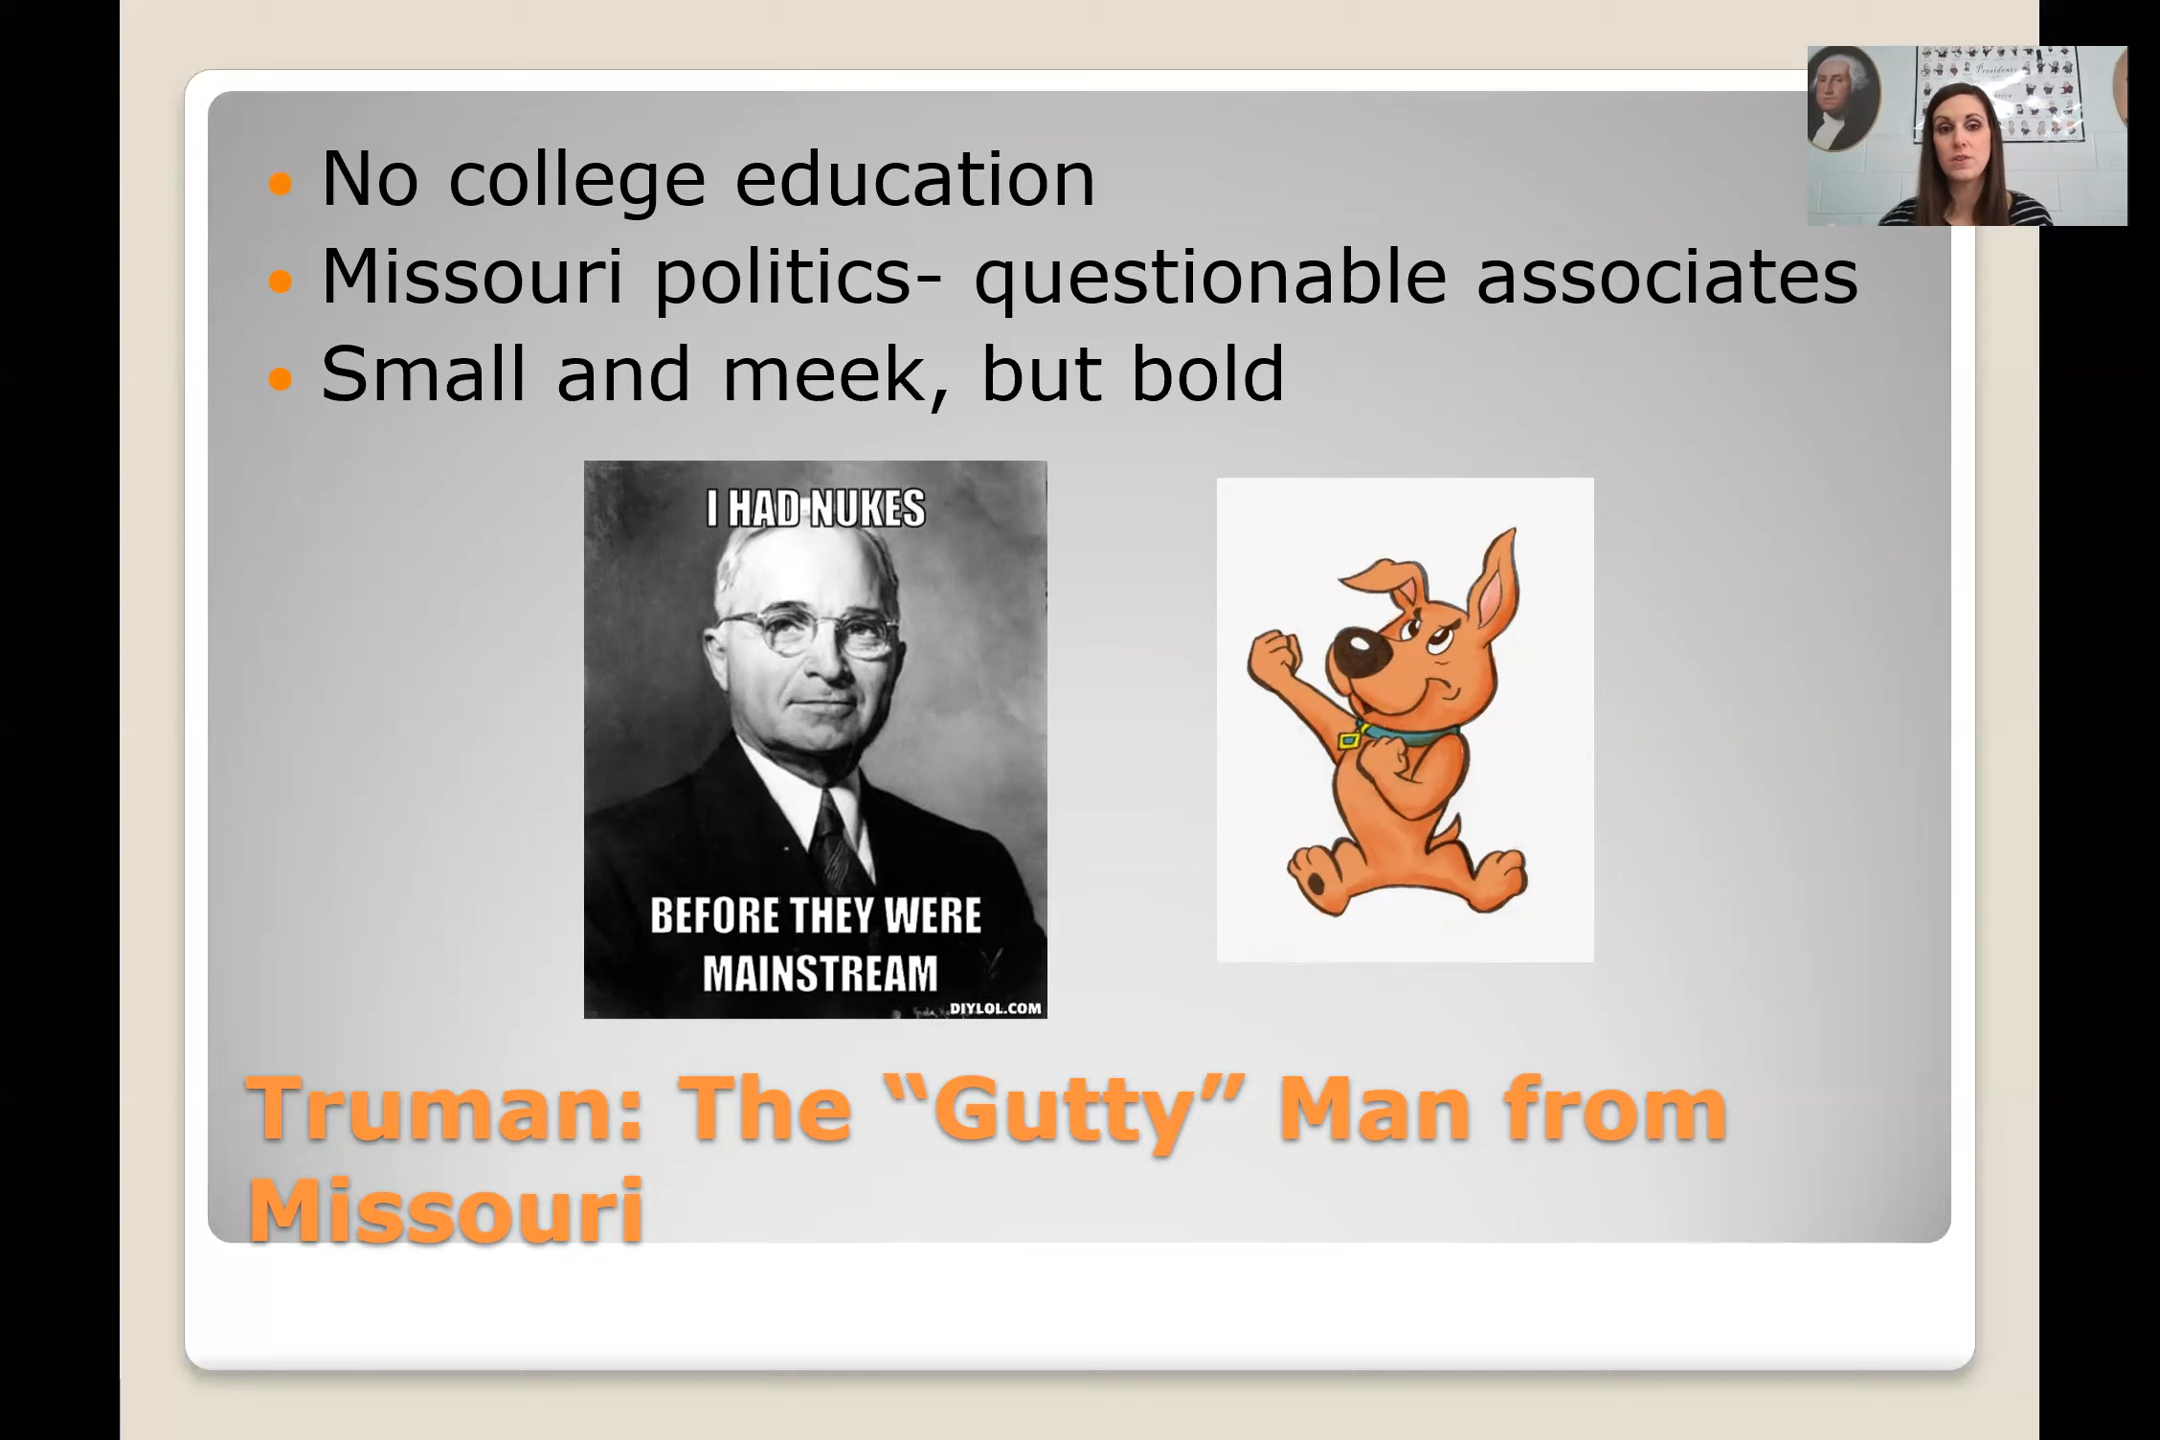 No college education
Missouri politics- questionable associates
Small and meek, but bold
I HAD NUKES
BEFORE THEY WERE
MAINSTREAM
DIYLOL.COM
Truman: The “Gutty” Man from
Missouri
Presidents